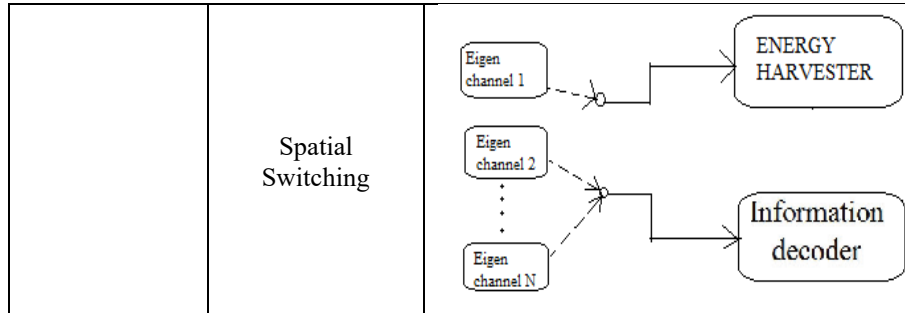 Spatial
Switching
Eigen
channel 1
ENERGY
HARVESTER
Eigen
channel 2
Eigen
channel N
Information
decoder